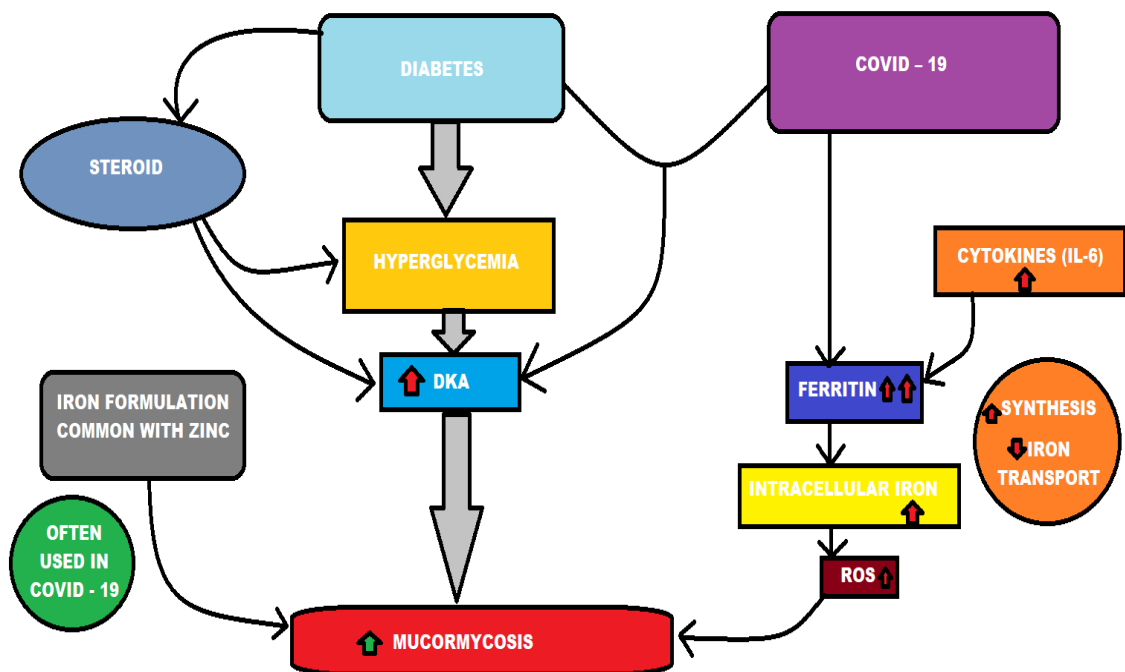 DIABETES
COVID – 19
STEROID
HYPERGLYCEMIA
CYTOKINES (IL-6)
DKA
FERRITIN
IRON FORMULATION
COMMON WITH ZINC
SYNTHESIS
IRON
TRANSPORT
INTRACELLULAR IRON
OFTEN
USED IN
COVID - 19
ROS
MUCORMYCOSIS